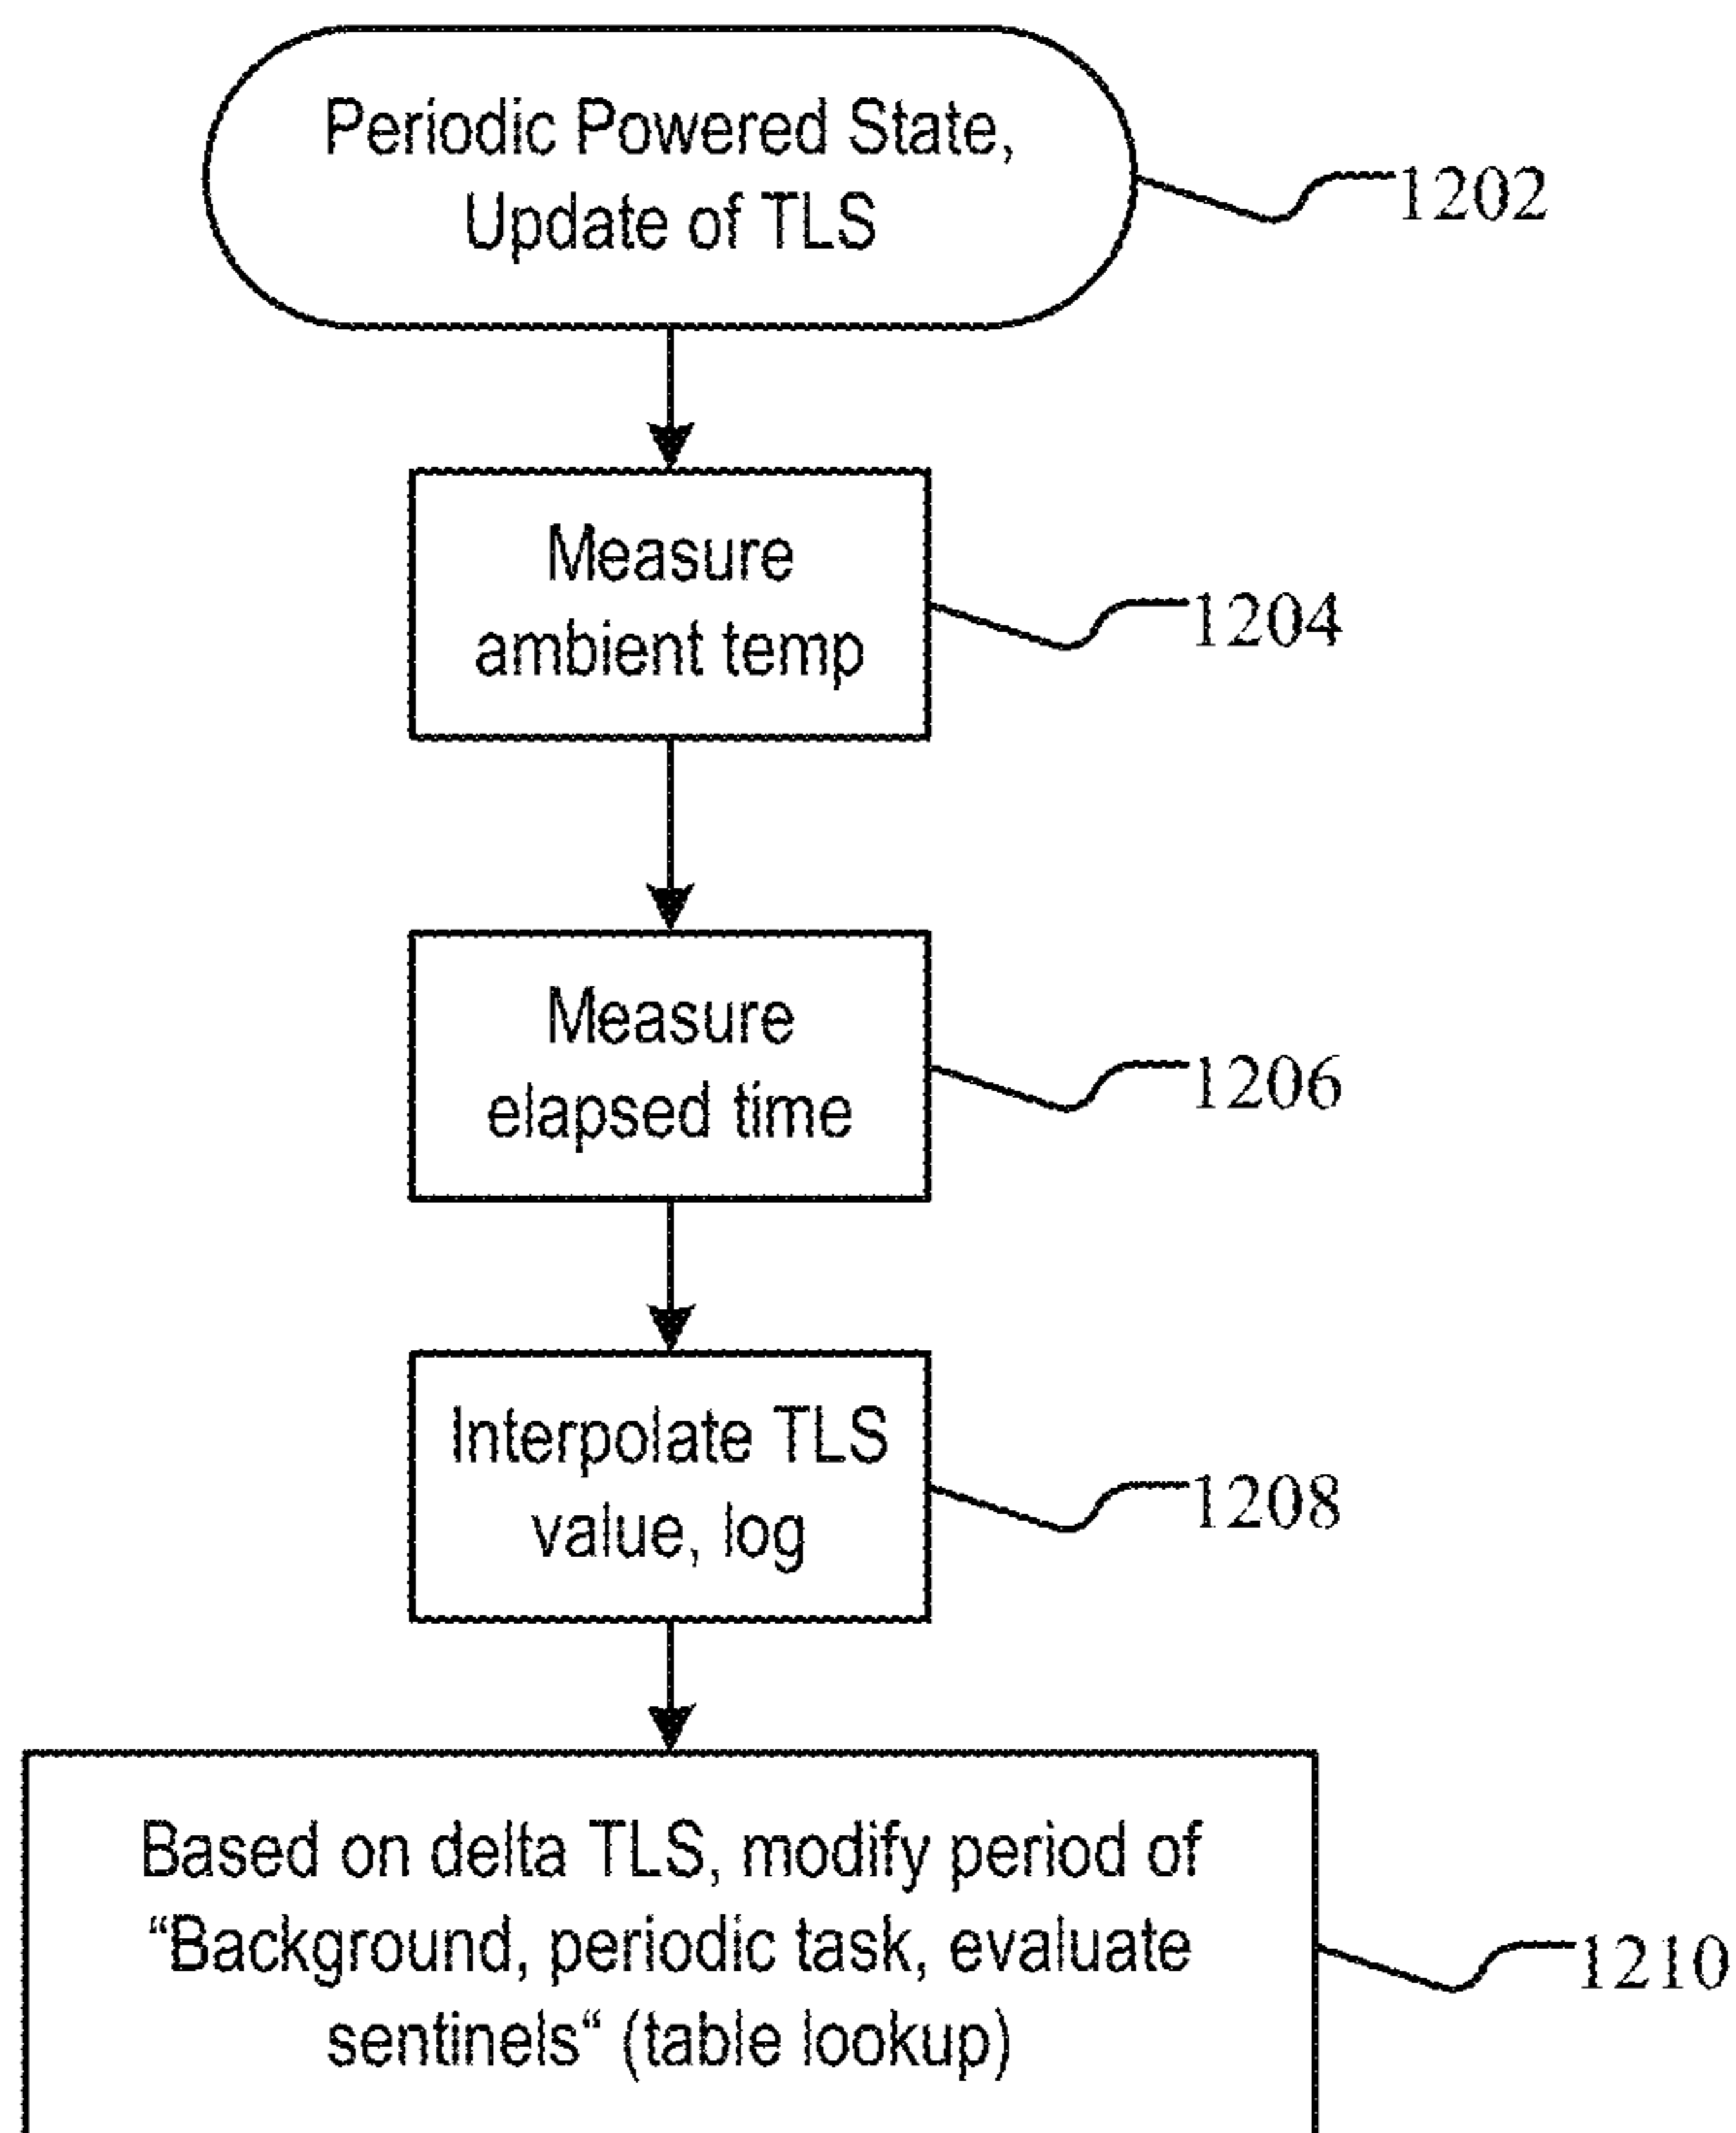 Periodic Powered State,
Update of TLS
1202
Measure
ambient temp
1204
Measure
elapsed time
1206
Interpolate TLS
value, log
1208
Based on delta TLS, modify period of
“Background, periodic task, evaluate
sentinels“ (table lookup)
1210